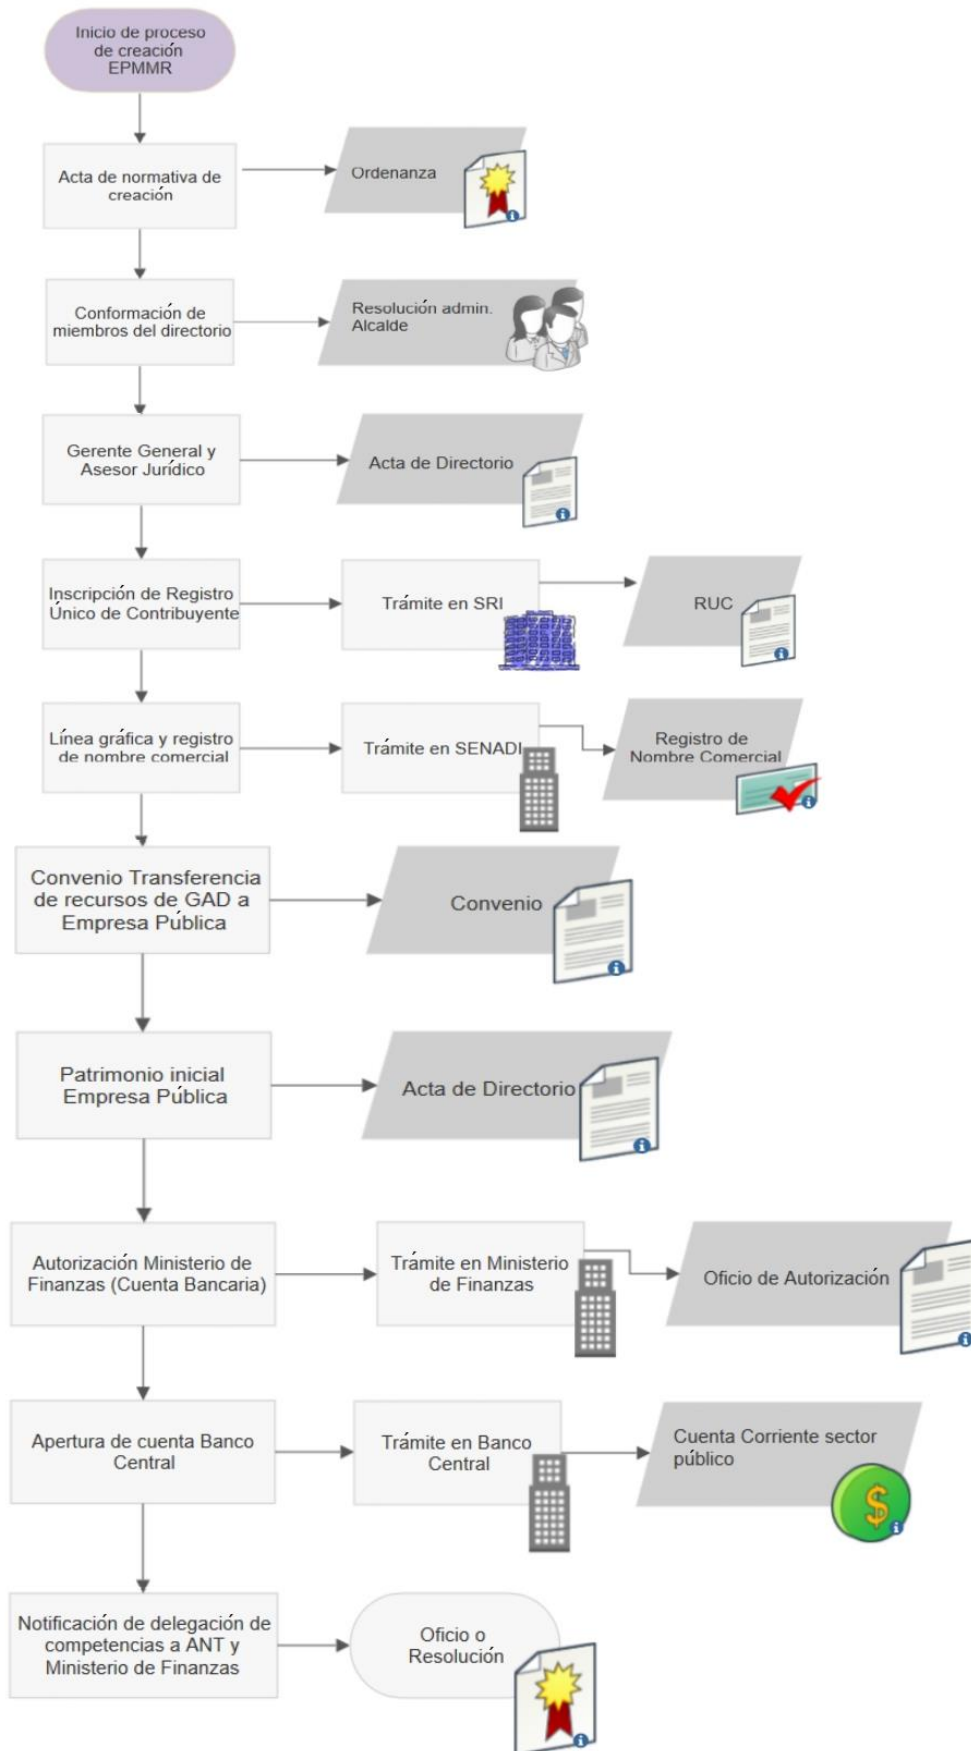 Inicio de proceso
de creación
EPMMR
Acta de normativa de
creación
Ordenanza
Conformación de
miembros del directorio
Resolución admin.
Alcalde
Gerente General y
Asesor Jurídico
Acta de Directorio
Inscripción de Registro
Único de Contribuyente
Trámite en SRI
RUC
Línea gráfica y registro
de nombre comercial
Trámite en SENADI
Registro de
Nombre Comercial
Convenio Transferencia
de recursos de GAD a
Empresa Pública
Convenio
Patrimonio inicial
Empresa Pública
Acta de Directorio
Autorización Ministerio de
Finanzas (Cuenta Bancaria)
Trámite en Ministerio
de Finanzas
Oficio de Autorización
Apertura de cuenta Banco
Central
Trámite en Banco
Central
Cuenta Corriente sector
público
Notificación de delegación de
competencias a ANT y
Ministerio de Finanzas
Oficio o
Resolución